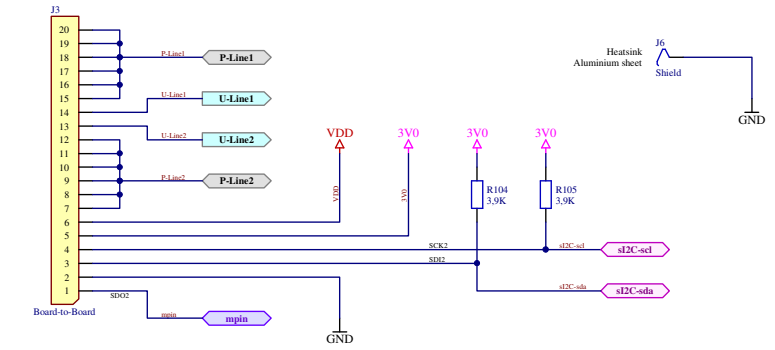 J3
20
19
18
17
16
15
14
13
12
11
10
9
8
7
6
5
4
3
2
1
Board-to-Board
P-Line1
P-Line1
U-Line1
U-Line1
U-Line2
U-Line2
P-Line2
P-Line2
VDD
VDD
3V0
3V0
3V0
3V0
R104
3,9K
R105
3,9K
SCK2
sI2C-scl
sI2C-scl
SDI2
sI2C-sda
sI2C-sda
SDO2
mpin
mpin
GND
J6
Heatsink
Aluminium sheet
Shield
GND